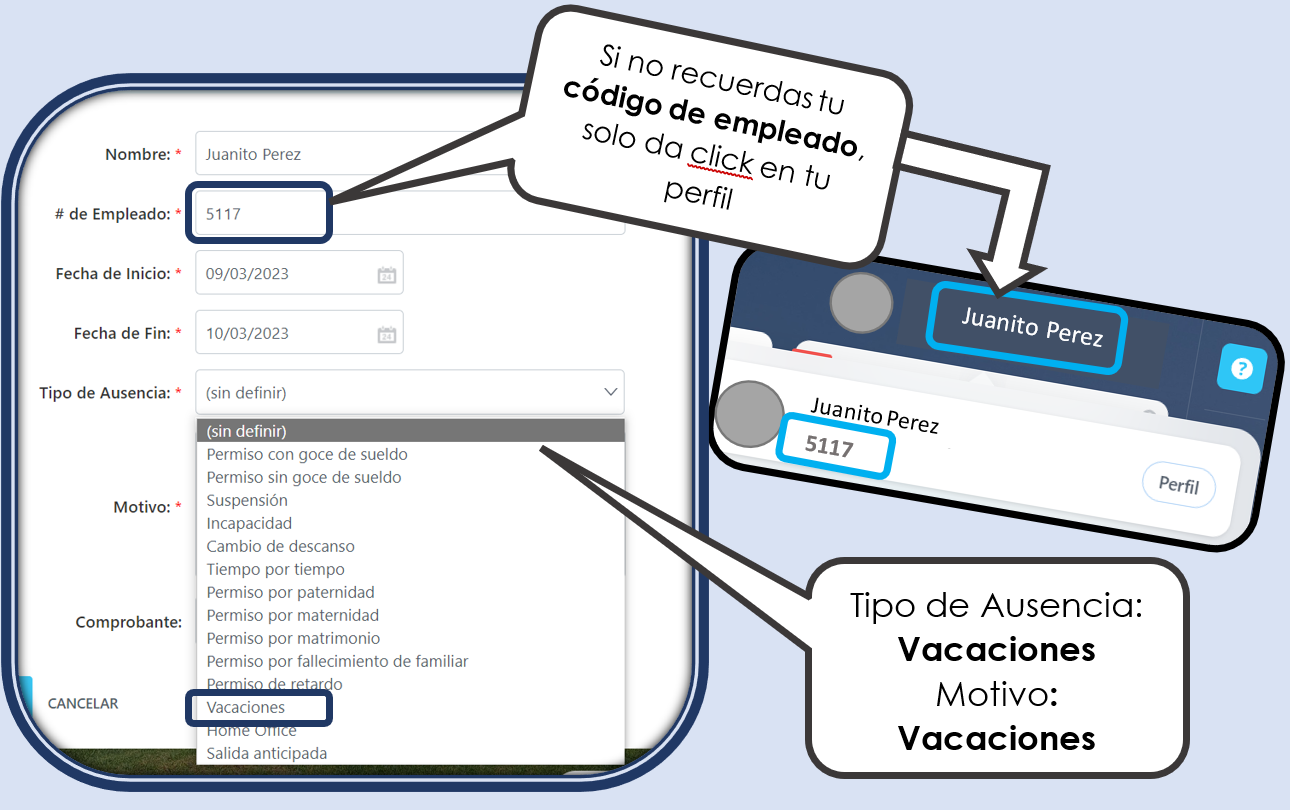 Si no recuerdas tu
código de empleado,
solo da click en tu
perfil
Nombre: *
Juanito Perez
# de Empleado: *
5117
Fecha de Inicio: *
09/03/2023
24
Fecha de Fin: *
10/03/2023
24
Tipo de Ausencia: *
(sin definir)
(sin definir)
Permiso con goce de sueldo
Permiso sin goce de sueldo
Suspensión
Incapacidad
Cambio de descanso
Tiempo por tiempo
Permiso por paternidad
Permiso por maternidad
Permiso por matrimonio
Permiso por fallecimiento de familiar
Permiso de retardo
Vacaciones
Home Office
Salida anticipada
Motivo: *
Comprobante:
CANCELAR
Juanito Perez
?
Juanito Perez
5117
Perfil
Tipo de Ausencia:
Vacaciones
Motivo:
Vacaciones